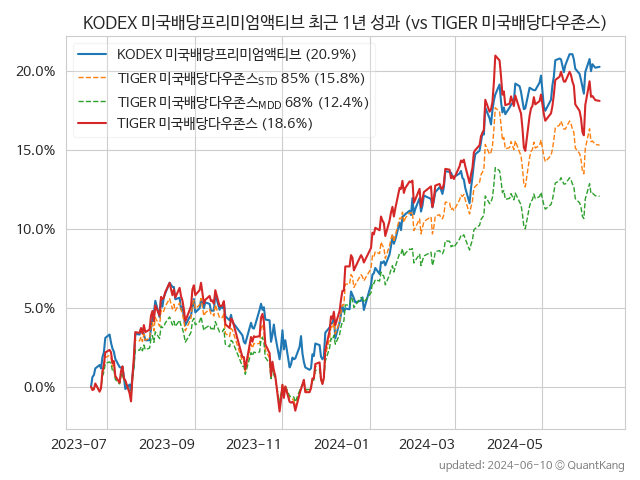 KODEX 미국배당프리미엄액티브 최근 1년 성과 (vs TIGER 미국배당다우존스)
KODEX 미국배당프리미엄액티브 (20.9%)
TIGER 미국배당다우존스STD 85% (15.8%)
TIGER 미국배당다우존스MDD 68% (12.4%)
TIGER 미국배당다우존스 (18.6%)
20.0%
15.0%
10.0%
5.0%
0.0%
2023-07 2023-09 2023-11 2024-01 2024-03 2024-05
updated: 2024-06-10 ⓒ QuantKang